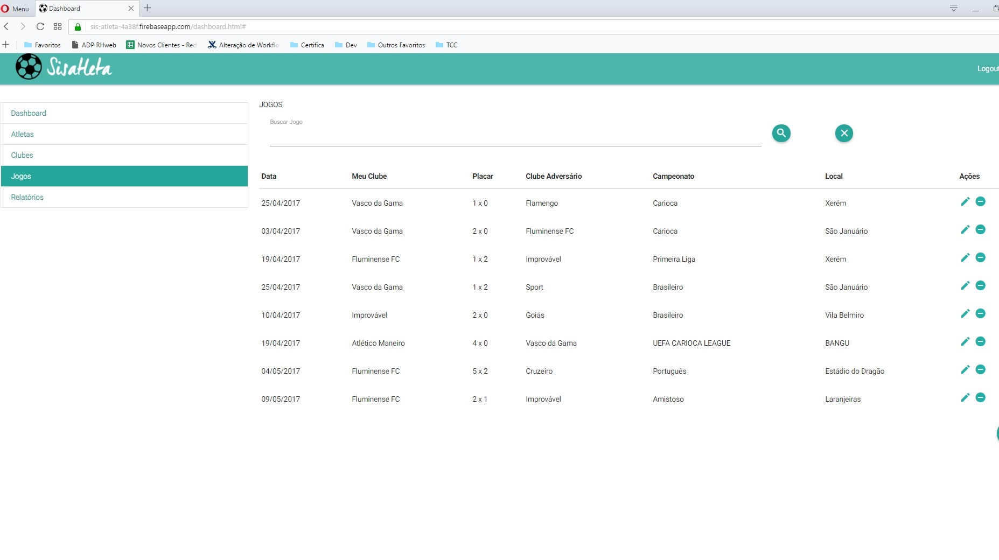 Menu Dashboard
sis-atleta-4a38f.firebaseapp.com/dashboard.html#
Favoritos ADP RHweb Novos Clientes - Red Alteração de Workflo Certifica Dev Outros Favoritos TCC
Sisatleta Logout
Dashboard
Atletas
Clubes
Jogos
Relatórios
JOGOS
Buscar Jogo
Data Meu Clube Placar Clube Adversário Campeonato Local Ações
25/04/2017 Vasco da Gama 1 x 0 Flamengo Carioca Xerém
03/04/2017 Vasco da Gama 2 x 0 Fluminense FC Carioca São Januário
19/04/2017 Fluminense FC 1 x 2 Improvável Primeira Liga Xerém
25/04/2017 Vasco da Gama 1 x 2 Sport Brasileiro São Januário
10/04/2017 Improvável 2 x 0 Goiás Brasileiro Vila Belmiro
19/04/2017 Atlético Maneiro 4 x 0 Vasco da Gama UEFA CARIOCA LEAGUE BANGU
04/05/2017 Fluminense FC 5 x 2 Cruzeiro Português Estádio do Dragão
09/05/2017 Fluminense FC 2 x 1 Improvável Amistoso Laranjeiras